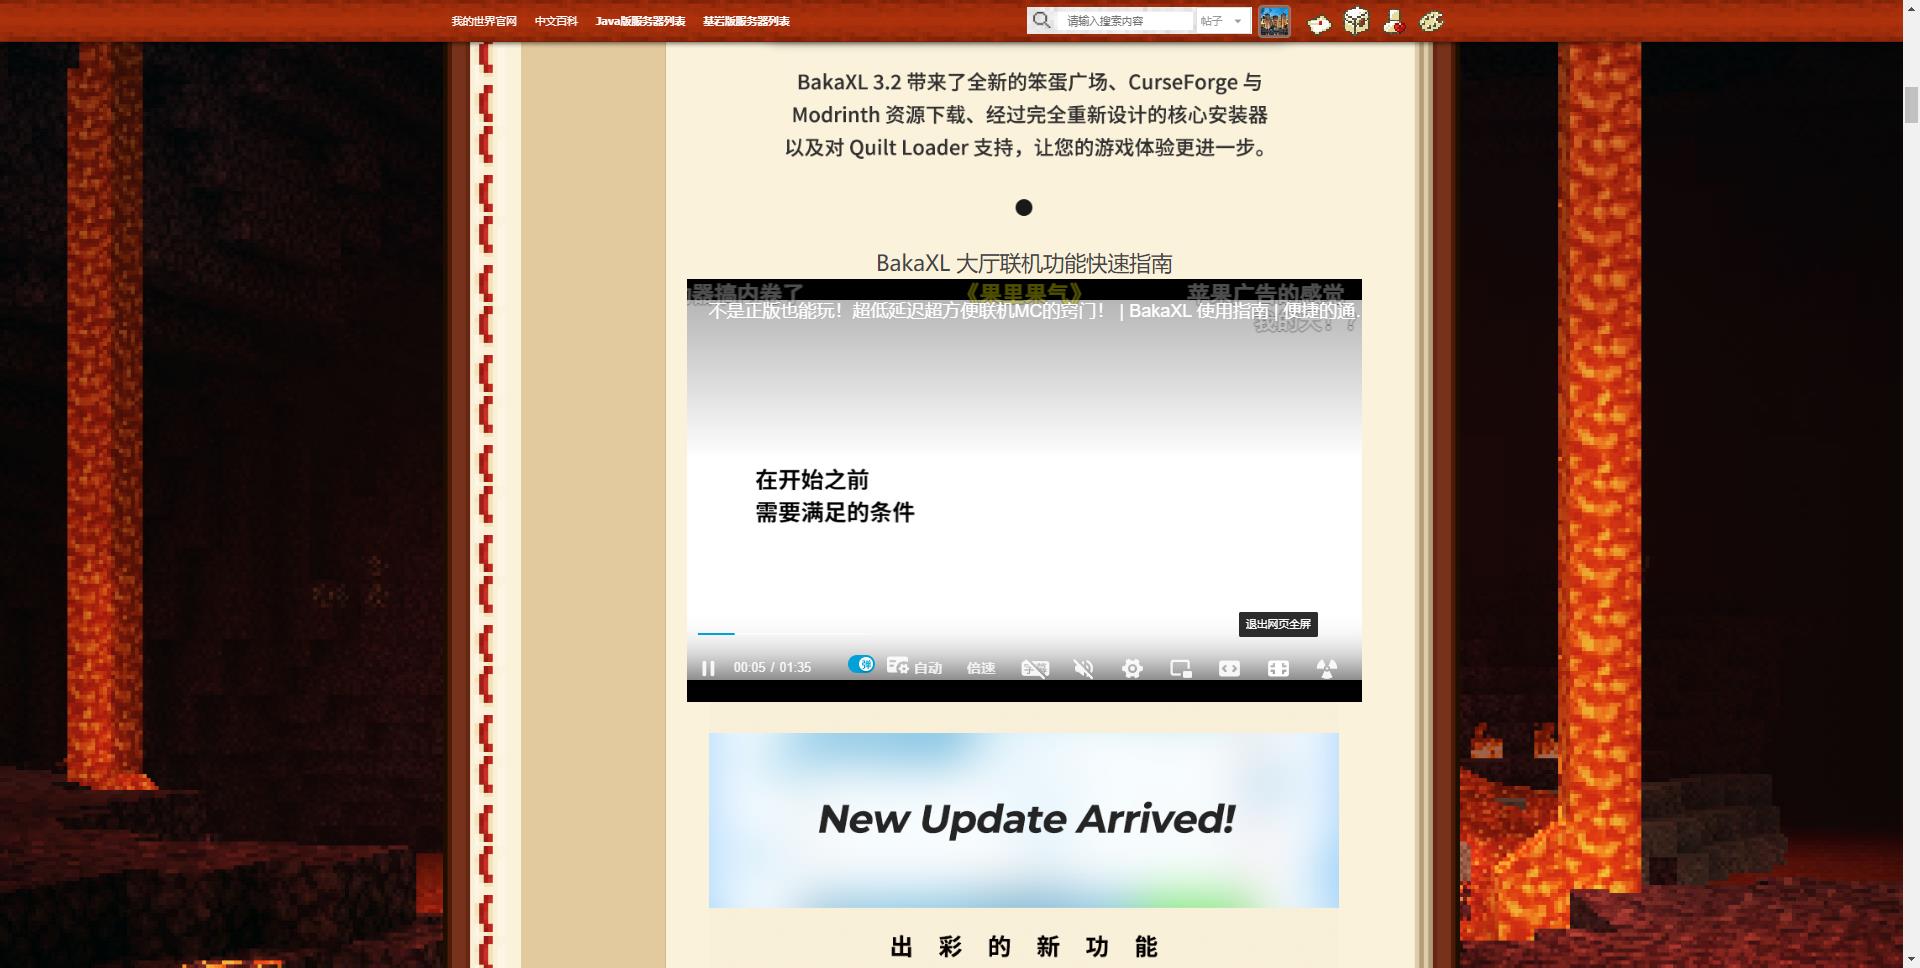 我的世界官网 中文百科 Java版服务器列表 基岩版服务器列表 请输入搜索内容 帖子
BakaXL 3.2 带来了全新的笨蛋广场、CurseForge 与
Modrinth 资源下载、经过完全重新设计的核心安装器
以及对 Quilt Loader 支持，让您的游戏体验更进一步。
BakaXL 大厅联机功能快速指南
器搞内卷了 《果里果气》 苹果广告的感觉
不是正版也能玩！超低延迟超方便联机MC的窍门！ | BakaXL 使用指南 | 便捷的通.
我的天！？
在开始之前
需要满足的条件
退出网页全屏
00:05 / 01:35 弹 自动 倍速
New Update Arrived!
出彩的新功能